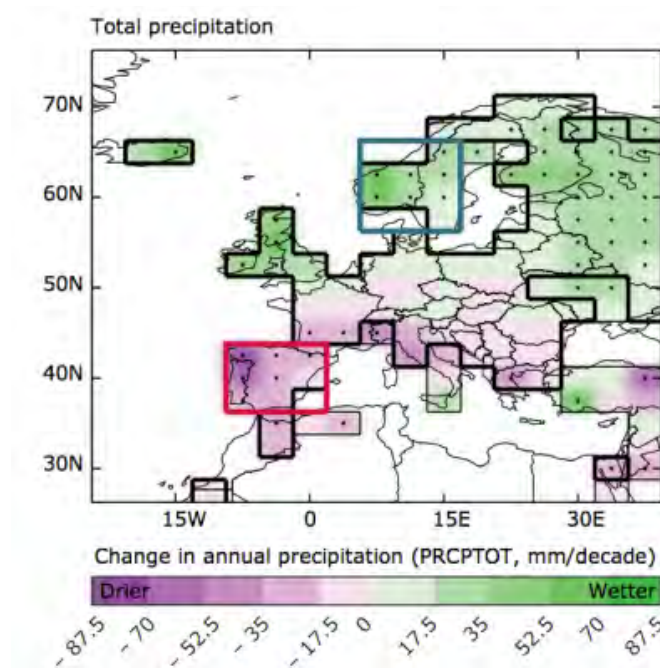 Total precipitation
70N
60N
50N
40N
30N
15W 0 15E 30E
Change in annual precipitation (PRCPTOT, mm/decade)
Drier Wetter
- 87.5 - 70 - 52.5 - 35 - 17.5 0 17.5 35 52.5 70 87.5